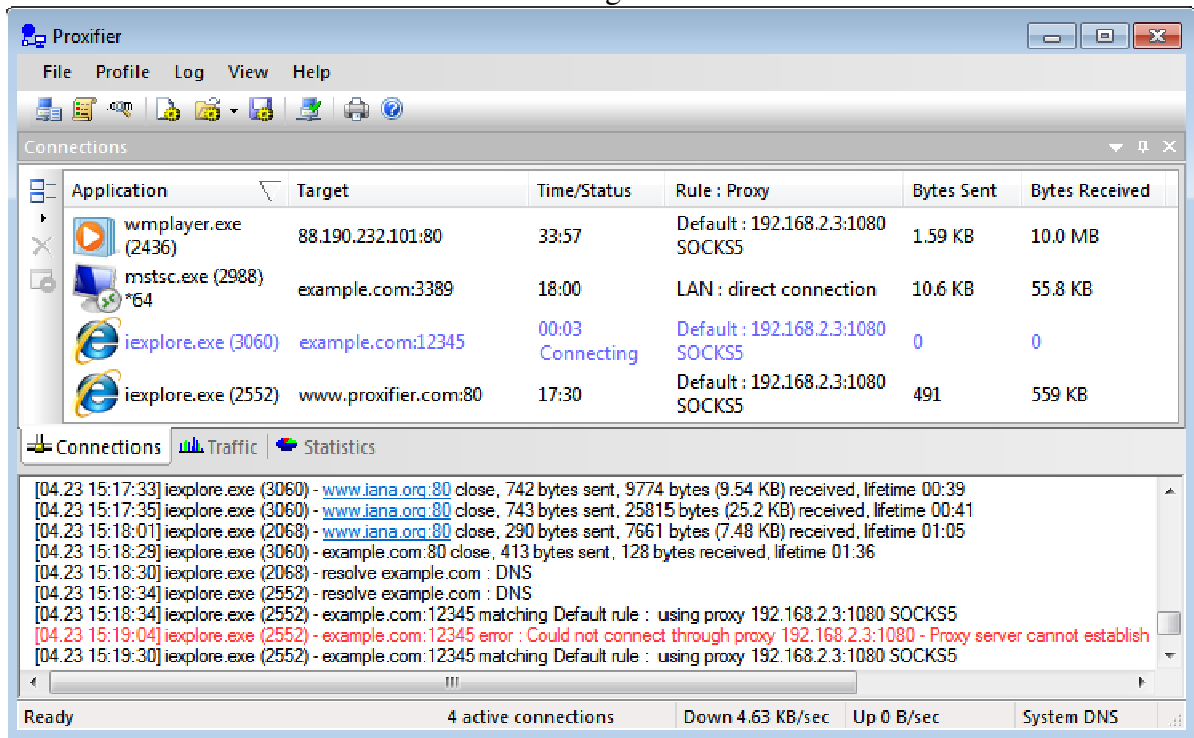 Proxifier
File Profile Log View Help
Connections
Application Target Time/Status Rule : Proxy Bytes Sent Bytes Received
wmplayer.exe (2436) 88.190.232.101:80 33:57 Default : 192.168.2.3:1080 SOCKS5 1.59 KB 10.0 MB
mstsc.exe (2988) *64 example.com:3389 18:00 LAN : direct connection 10.6 KB 55.8 KB
iexplore.exe (3060) example.com:12345 00:03 Connecting Default : 192.168.2.3:1080 SOCKS5 0 0
iexplore.exe (2552) www.proxifier.com:80 17:30 Default : 192.168.2.3:1080 SOCKS5 491 559 KB
Connections Traffic Statistics
[04.23 15:17:33] iexplore.exe (3060) - www.iana.org:80 close, 742 bytes sent, 9774 bytes (9.54 KB) received, lifetime 00:39
[04.23 15:17:35] iexplore.exe (3060) - www.iana.org:80 close, 743 bytes sent, 25815 bytes (25.2 KB) received, lifetime 00:41
[04.23 15:18:01] iexplore.exe (2068) - www.iana.org:80 close, 290 bytes sent, 7661 bytes (7.48 KB) received, lifetime 01:05
[04.23 15:18:29] iexplore.exe (3060) - example.com:80 close, 413 bytes sent, 128 bytes received, lifetime 01:36
[04.23 15:18:30] iexplore.exe (2068) - resolve example.com : DNS
[04.23 15:18:34] iexplore.exe (2552) - resolve example.com : DNS
[04.23 15:18:34] iexplore.exe (2552) - example.com:12345 matching Default rule : using proxy 192.168.2.3:1080 SOCKS5
[04.23 15:19:04] iexplore.exe (2552) - example.com:12345 error : Could not connect through proxy 192.168.2.3:1080 - Proxy server cannot establish
[04.23 15:19:30] iexplore.exe (2552) - example.com:12345 matching Default rule : using proxy 192.168.2.3:1080 SOCKS5
Ready 4 active connections Down 4.63 KB/sec Up 0 B/sec System DNS